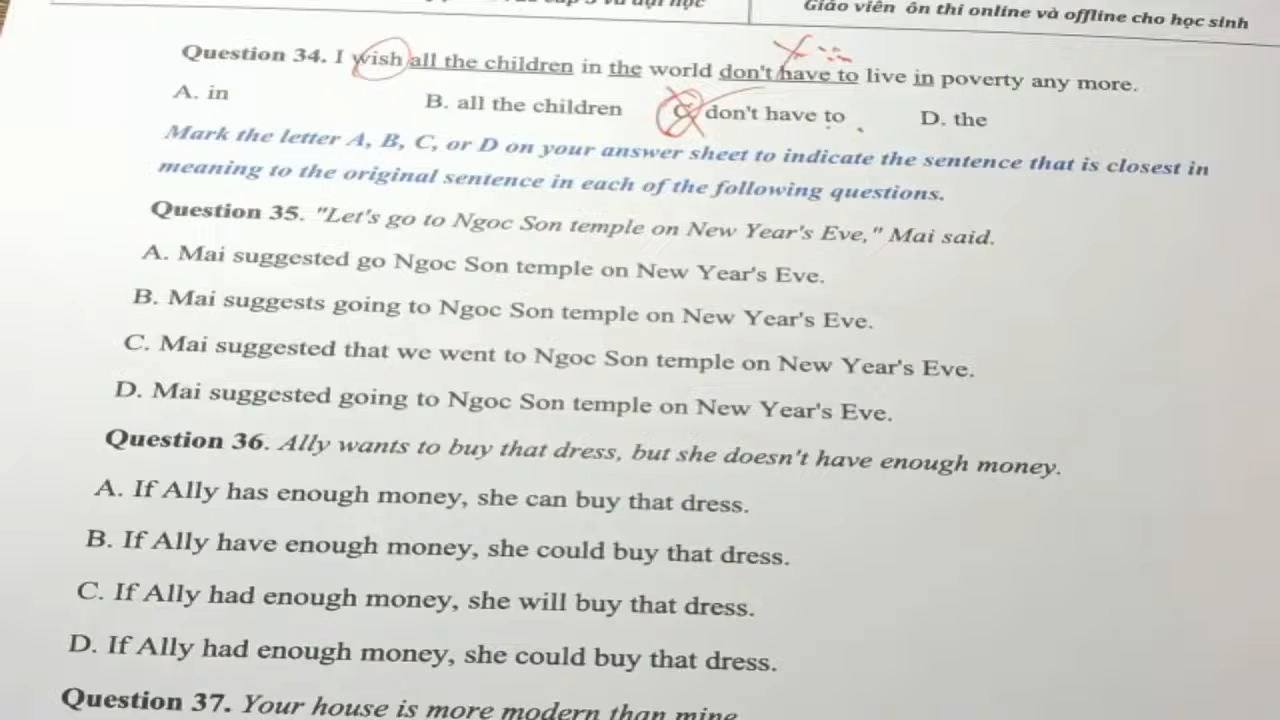 Giáo viên ôn thi online và offline cho học sinh
Question 34. I wish all the children in the world don't have to live in poverty any more.
A. in B. all the children C. don't have to D. the
Mark the letter A, B, C, or D on your answer sheet to indicate the sentence that is closest in
meaning to the original sentence in each of the following questions.
Question 35. "Let's go to Ngoc Son temple on New Year's Eve," Mai said.
A. Mai suggested go Ngoc Son temple on New Year's Eve.
B. Mai suggests going to Ngoc Son temple on New Year's Eve.
C. Mai suggested that we went to Ngoc Son temple on New Year's Eve.
D. Mai suggested going to Ngoc Son temple on New Year's Eve.
Question 36. Ally wants to buy that dress, but she doesn't have enough money.
A. If Ally has enough money, she can buy that dress.
B. If Ally have enough money, she could buy that dress.
C. If Ally had enough money, she will buy that dress.
D. If Ally had enough money, she could buy that dress.
Question 37. Your house is more modern than mine